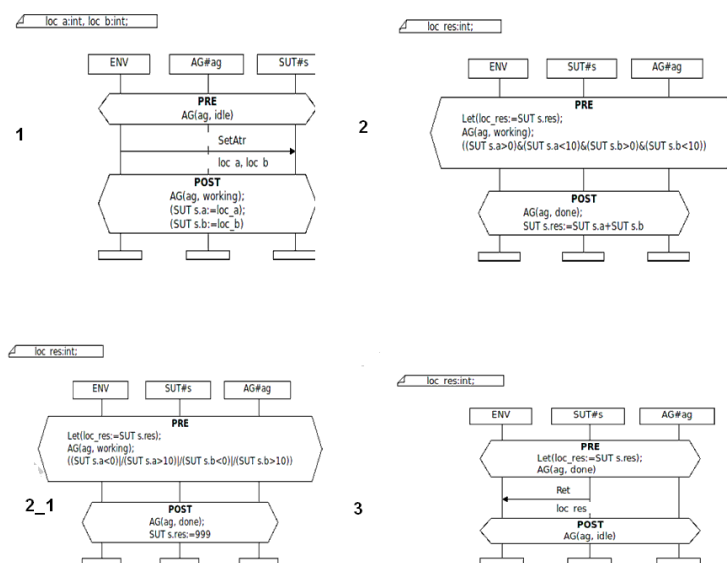 loc a:int, loc b:int;
ENV
AG#ag
SUT#s
PRE
AG(ag, idle)
1
SetAtr
loc a, loc b
POST
AG(ag, working);
(SUT s.a:=loc_a);
(SUT s.b:=loc_b)
loc res:int;
ENV
SUT#s
AG#ag
PRE
2
Let(loc_res:=SUT s.res);
AG(ag, working);
((SUT s.a>0)&(SUT s.a<10)&(SUT s.b>0)&(SUT s.b<10))
POST
AG(ag, done);
SUT s.res:=SUT s.a+SUT s.b
loc res:int;
ENV
SUT#s
AG#ag
PRE
Let(loc_res:=SUT s.res);
AG(ag, working);
((SUT s.a<0)|/(SUT s.a>10)|/(SUT s.b<0)|/(SUT s.b>10))
2_1
POST
AG(ag, done);
SUT s.res:=999
loc res:int;
ENV
SUT#s
AG#ag
PRE
Let(loc_res:=SUT s.res);
AG(ag, done)
Ret
3
loc res
POST
AG(ag, idle)